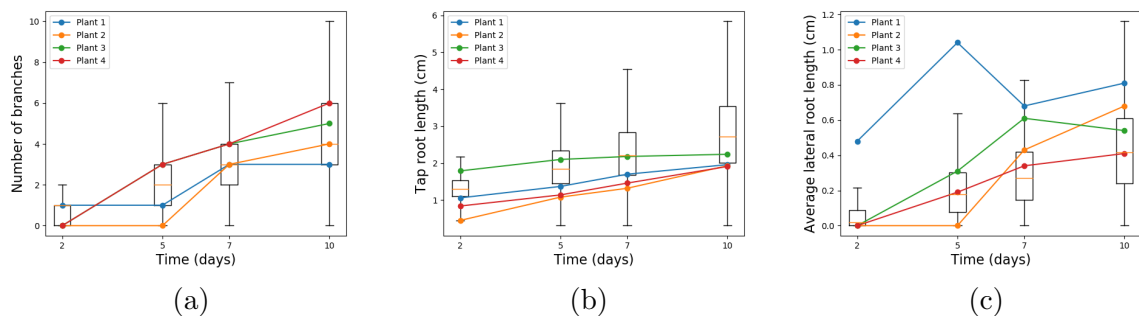 Number of branches
10
8
6
4
2
0
Plant 1
Plant 2
Plant 3
Plant 4
2 5 7 10
Time (days)
(a)
Tap root length (cm)
6
5
4
3
2
1
Plant 1
Plant 2
Plant 3
Plant 4
2 5 7 10
Time (days)
(b)
Average lateral root length (cm)
1.2
1.0
0.8
0.6
0.4
0.2
0.0
Plant 1
Plant 2
Plant 3
Plant 4
2 5 7 10
Time (days)
(c)